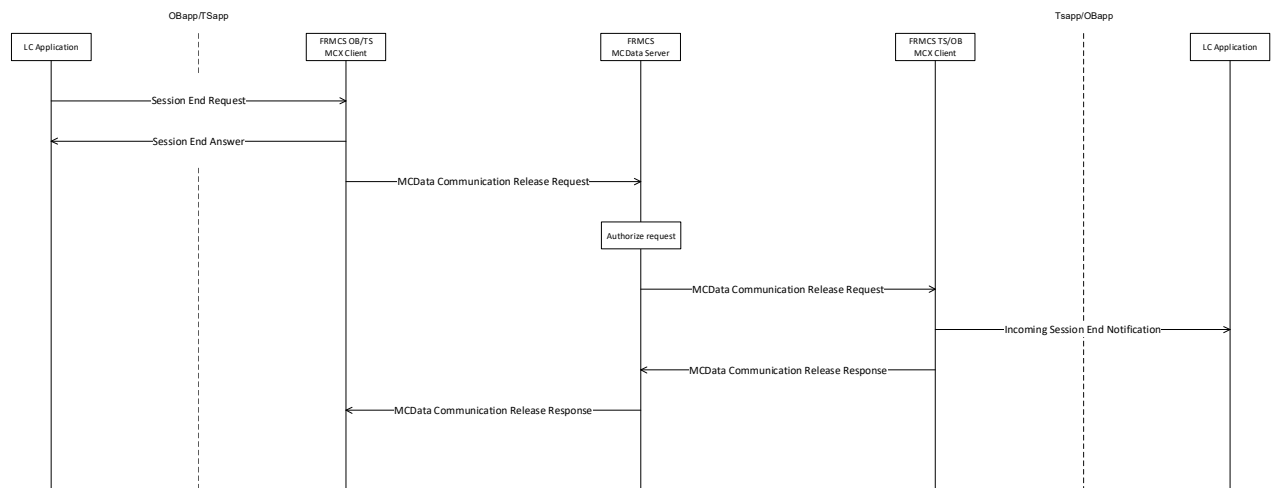 OBapp/TSapp
Tsapp/OBapp
LC Application
FRMCS OB/TS
MCX Client
FRMCS
MCData Server
FRMCS TS/OB
MCX Client
LC Application
Session End Request
Session End Answer
MCData Communication Release Request
Authorize request
MCData Communication Release Request
Incoming Session End Notification
MCData Communication Release Response
MCData Communication Release Response